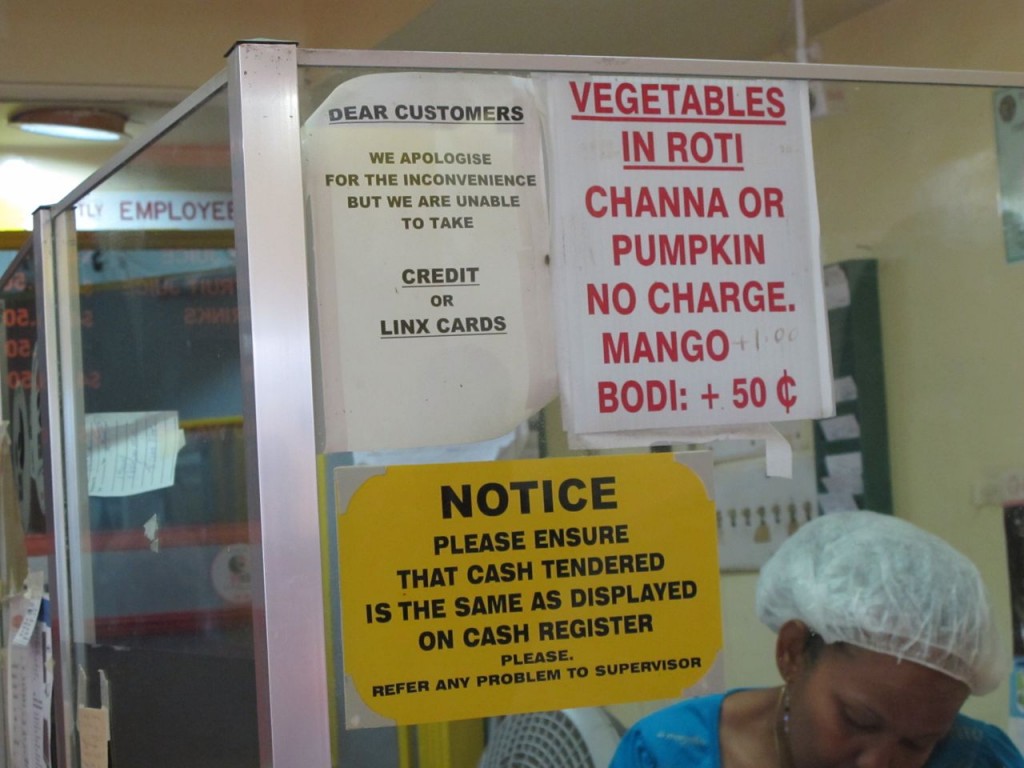 DEAR CUSTOMERS
WE APOLOGISE
FOR THE INCONVENIENCE
BUT WE ARE UNABLE
TO TAKE
CREDIT
OR
LINX CARDS
VEGETABLES
IN ROTI
CHANNA OR
PUMPKIN
NO CHARGE.
MANGO +1.00
BODI: + 50 ¢
NOTICE
PLEASE ENSURE
THAT CASH TENDERED
IS THE SAME AS DISPLAYED
ON CASH REGISTER
PLEASE.
REFER ANY PROBLEM TO SUPERVISOR